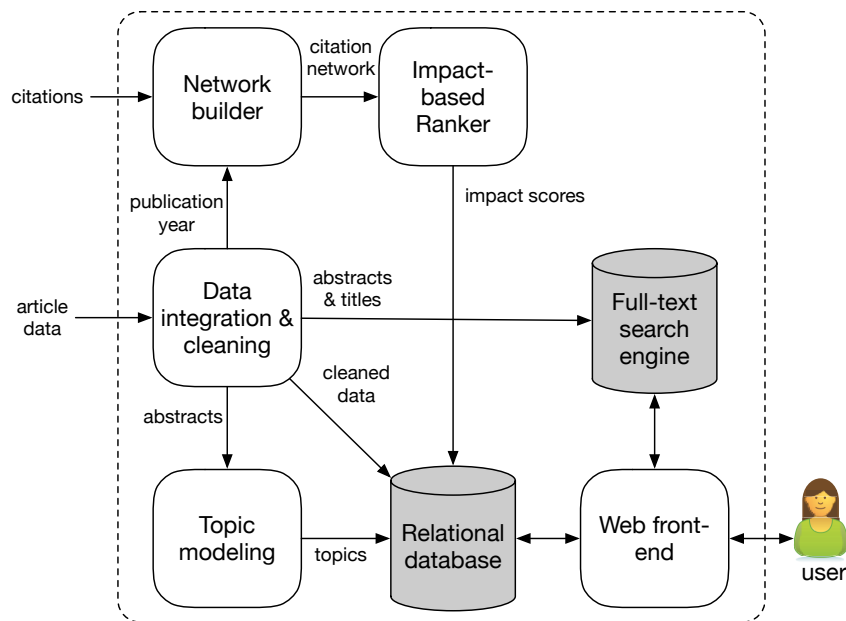 citations
Network
builder
citation
network
Impact-
based
Ranker
publication
year
impact scores
article
data
Data
integration &
cleaning
abstracts
& titles
Full-text
search
engine
cleaned
data
abstracts
Topic
modeling
topics
Relational
database
Web front-
end
user